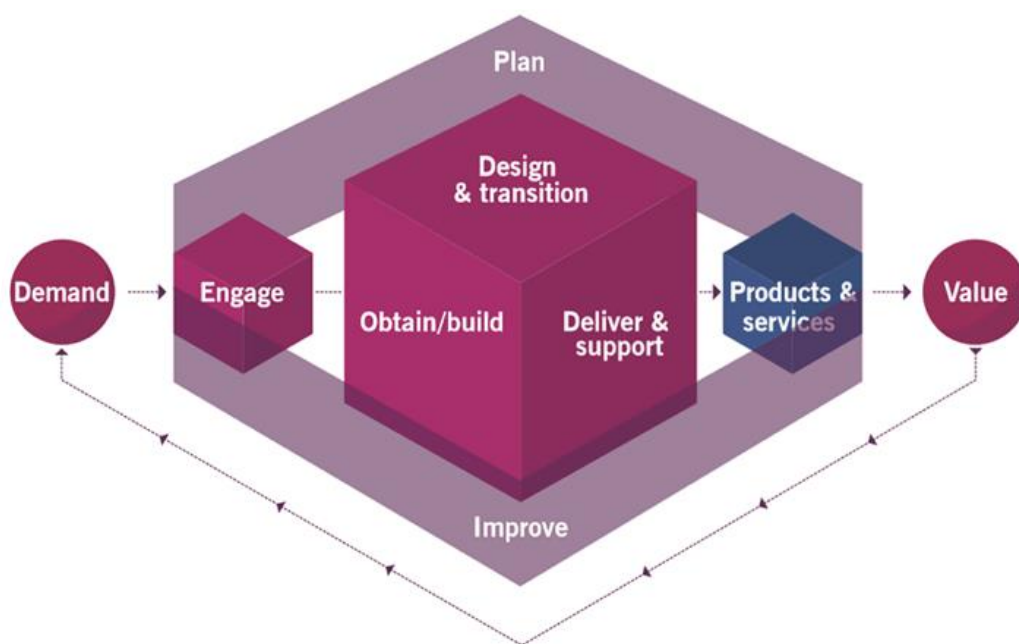 Plan
Design
& transition
Demand
Engage
Obtain/build
Deliver &
support
Products &
services
Value
Improve